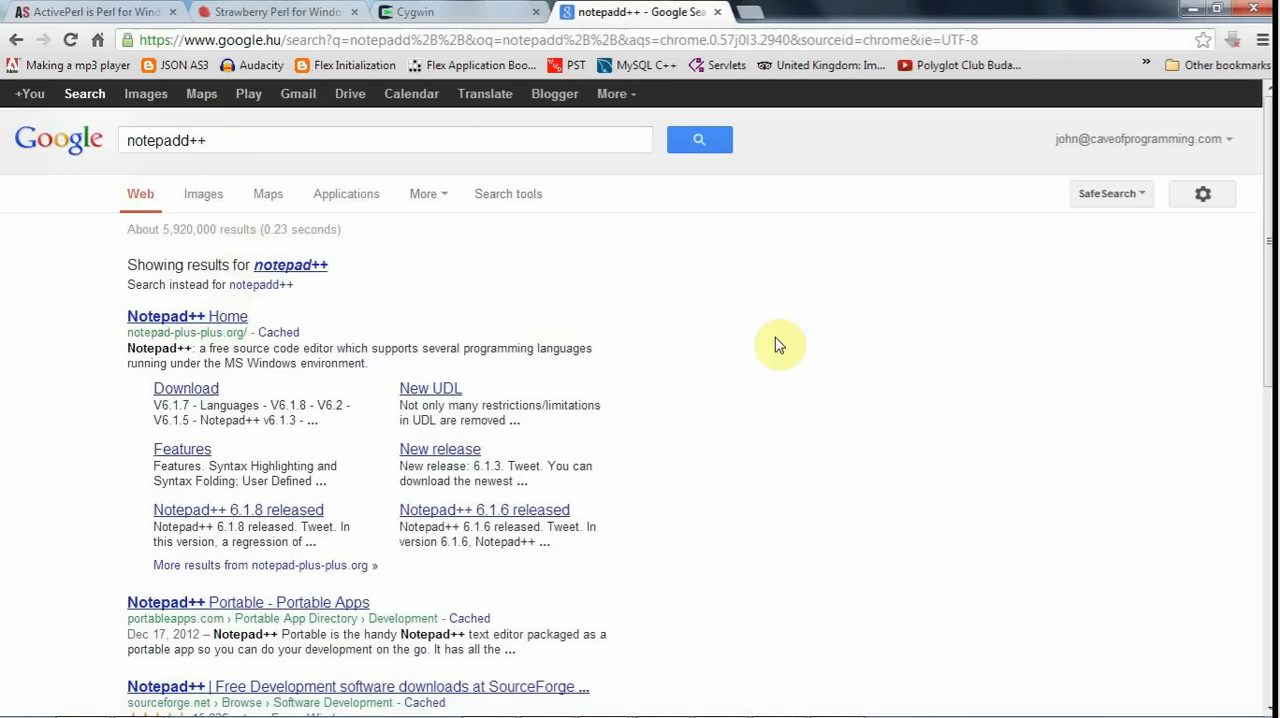 ActivePerl is Perl for Wind
Strawberry Perl for Windo
Cygwin
notepadd++ - Google Sea
https://www.google.hu/search?q=notepadd%2B%2B&oq=notepadd%2B%2B&aqs=chrome.0.57j0l3.2940&sourceid=chrome&ie=UTF-8
Making a mp3 player
JSON AS3
Audacity
Flex Initialization
Flex Application Boo...
PST
MySQL C++
Servlets
United Kingdom: Im...
Polyglot Club Buda...
»
Other bookmarks
+You Search Images Maps Play Gmail Drive Calendar Translate Blogger More
Google
notepadd++
john@caveofprogramming.com
Web Images Maps Applications More Search tools
SafeSearch
About 5,920,000 results (0.23 seconds)
Showing results for notepad++
Search instead for notepadd++
Notepad++ Home
notepad-plus-plus.org/ - Cached
Notepad++: a free source code editor which supports several programming languages
running under the MS Windows environment.
Download
V6.1.7 - Languages - V6.1.8 - V6.2 -
V6.1.5 - Notepad++ v6.1.3 - ...
New UDL
Not only many restrictions/limitations
in UDL are removed ...
Features
Features. Syntax Highlighting and
Syntax Folding; User Defined ...
New release
New release: 6.1.3. Tweet. You can
download the newest ...
Notepad++ 6.1.8 released
Notepad++ 6.1.8 released. Tweet. In
this version, a regression of ...
Notepad++ 6.1.6 released
Notepad++ 6.1.6 released. Tweet. In
version 6.1.6, Notepad++ ...
More results from notepad-plus-plus.org »
Notepad++ Portable - Portable Apps
portableapps.com › Portable App Directory › Development - Cached
Dec 17, 2012 – Notepad++ Portable is the handy Notepad++ text editor packaged as a
portable app so you can do your development on the go. It has all the ...
Notepad++ | Free Development software downloads at SourceForge ...
sourceforge.net › Browse › Software Development - Cached